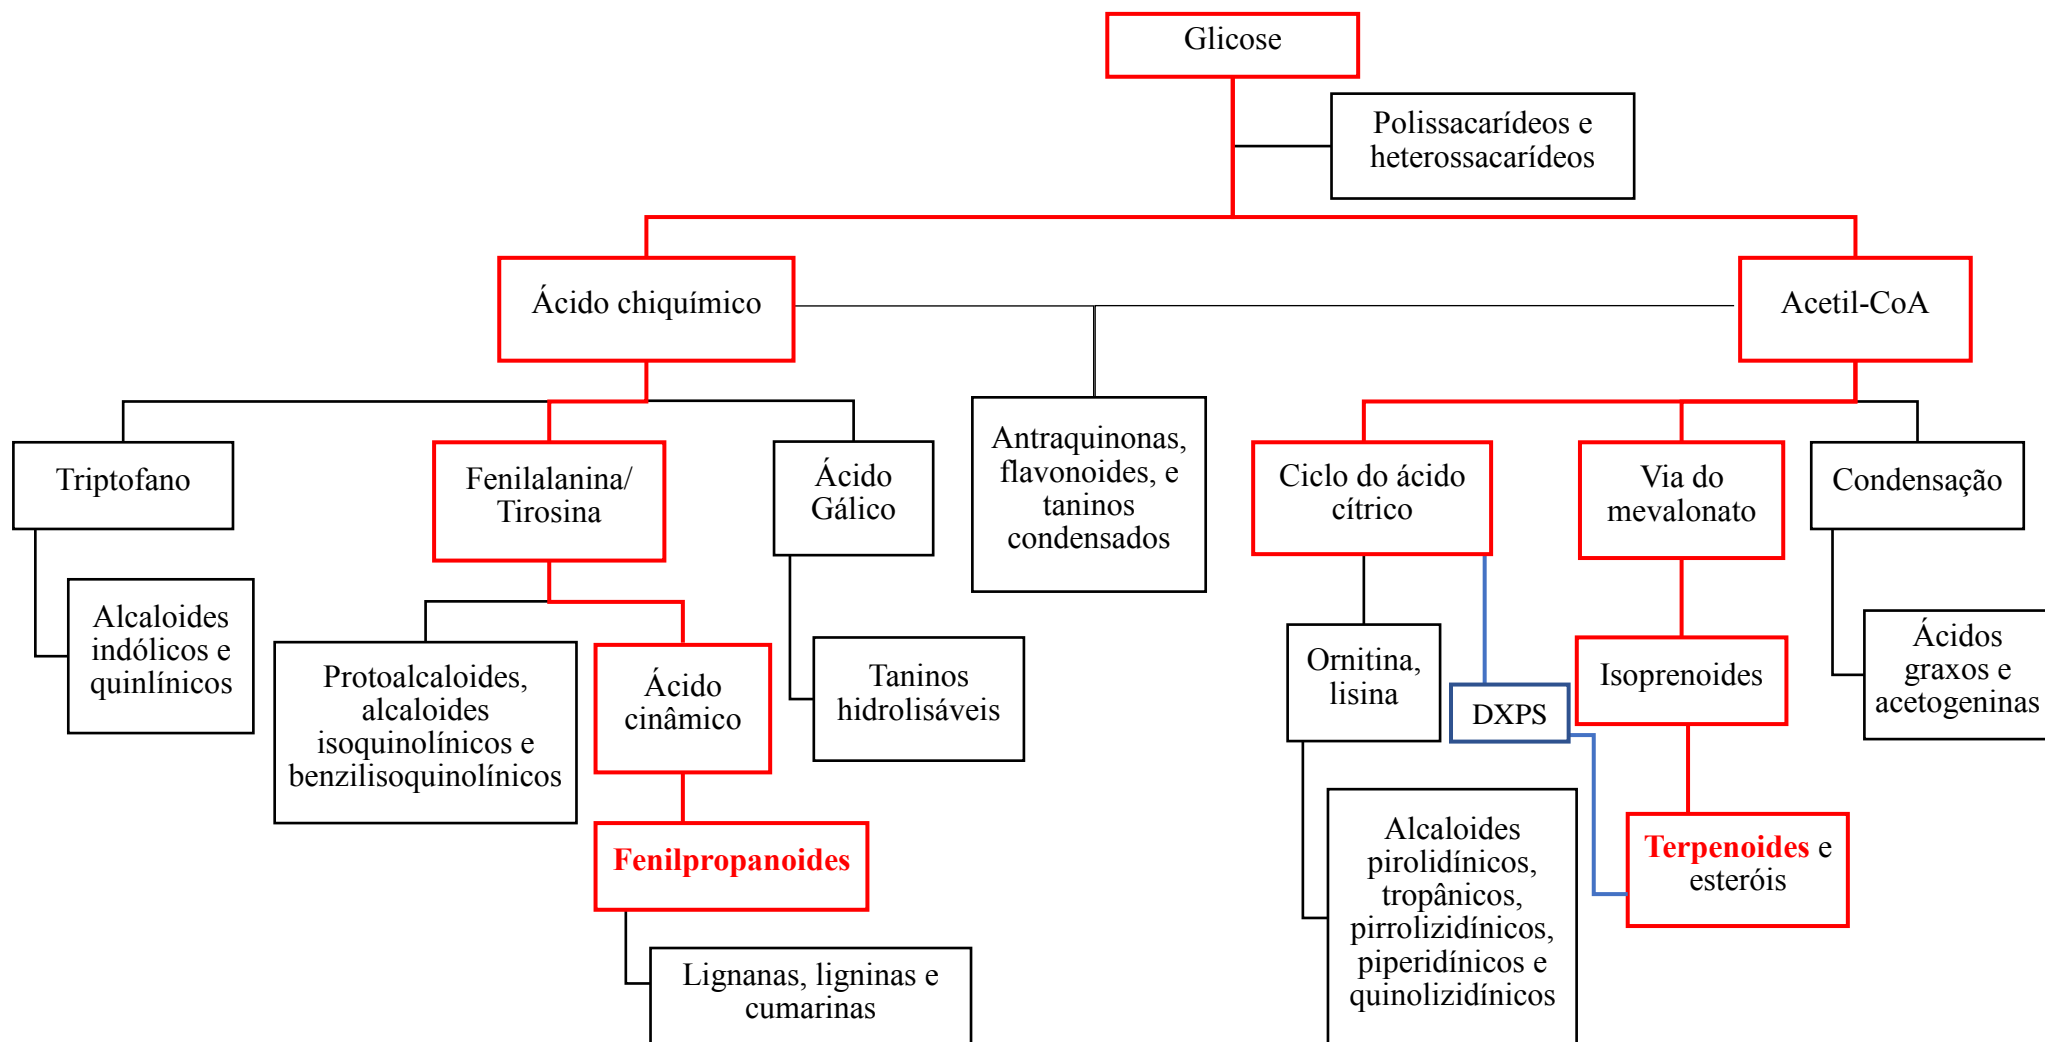 Glicose
Polissacarídeos e
heterossacarídeos
Ácido chiquímico
Acetil-CoA
Triptofano
Fenilalanina/
Tirosina
Ácido
Gálico
Antraquinonas,
flavonoides, e
taninos
condensados
Ciclo do ácido
cítrico
Via do
mevalonato
Condensação
Alcaloides
indólicos e
quinlínicos
Protoalcaloides,
alcaloides
isoquinolínicos e
benzilisoquinolínicos
Ácido
cinâmico
Taninos
hidrolisáveis
Ornitina,
lisina
DXPS
Isoprenoides
Ácidos
graxos e
acetogeninas
Fenilpropanoides
Alcaloides
pirolidínicos,
tropânicos,
pirrolizidínicos,
piperidínicos e
quinolizidínicos
Terpenoides e
esteróis
Lignanas, ligninas e
cumarinas